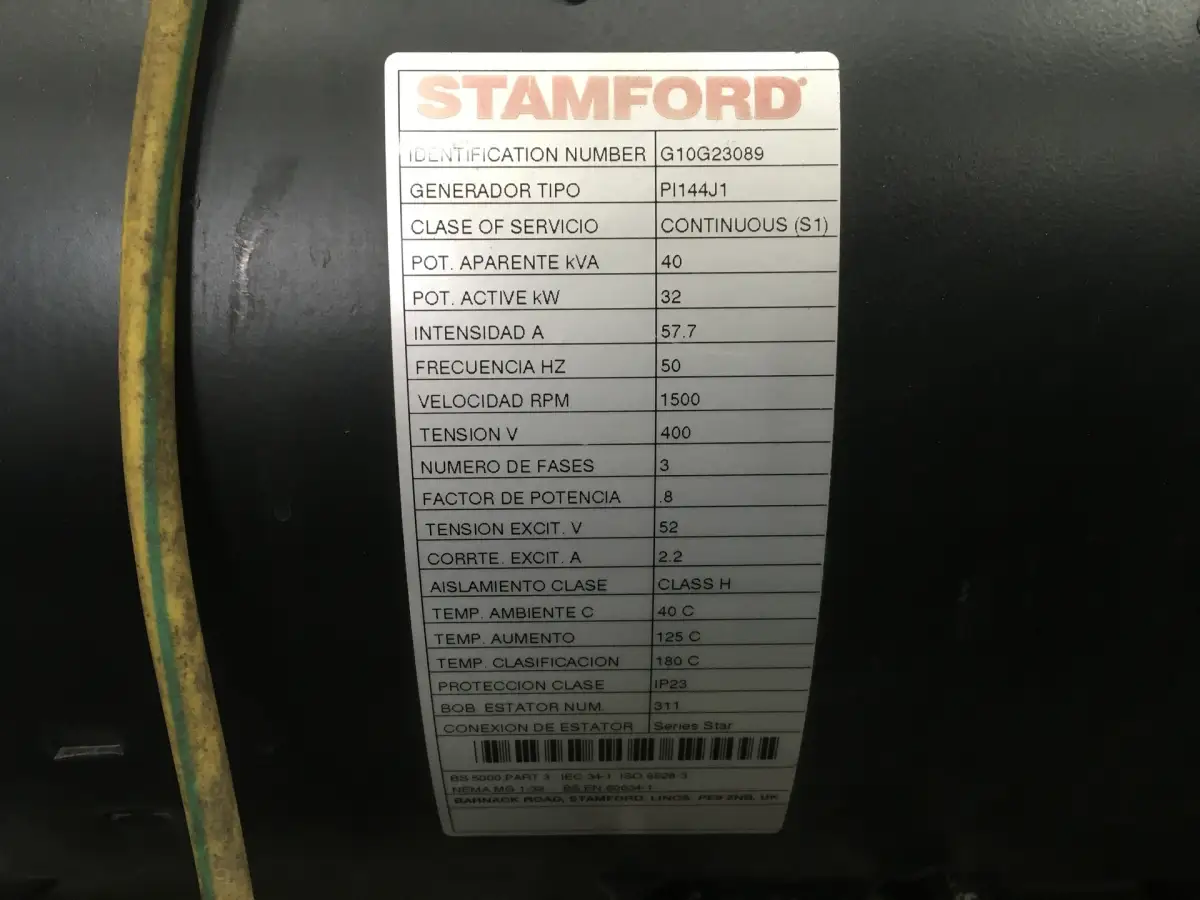 STAMFORD
IDENTIFICATION NUMBER G10G23089
GENERADOR TIPO PI144J1
CLASE OF SERVICIO CONTINUOUS (S1)
POT. APARENTE kVA 40
POT. ACTIVE kW 32
INTENSIDAD A 57.7
FRECUENCIA HZ 50
VELOCIDAD RPM 1500
TENSION V 400
NUMERO DE FASES 3
FACTOR DE POTENCIA .8
TENSION EXCIT. V 52
CORRTE. EXCIT. A 2.2
AISLAMIENTO CLASE CLASS H
TEMP. AMBIENTE C 40 C
TEMP. AUMENTO 125 C
TEMP. CLASIFICACION 180 C
PROTECCION CLASE IP23
BOB. ESTATOR NUM. 311
CONEXION DE ESTATOR Series Star
BS 5000 PART 3 IEC 34-1 ISO 8528-3
NEMA MG 1-32 BS EN 60034-1
BARNACK ROAD, STAMFORD, LINCS. PE9 2NB, UK